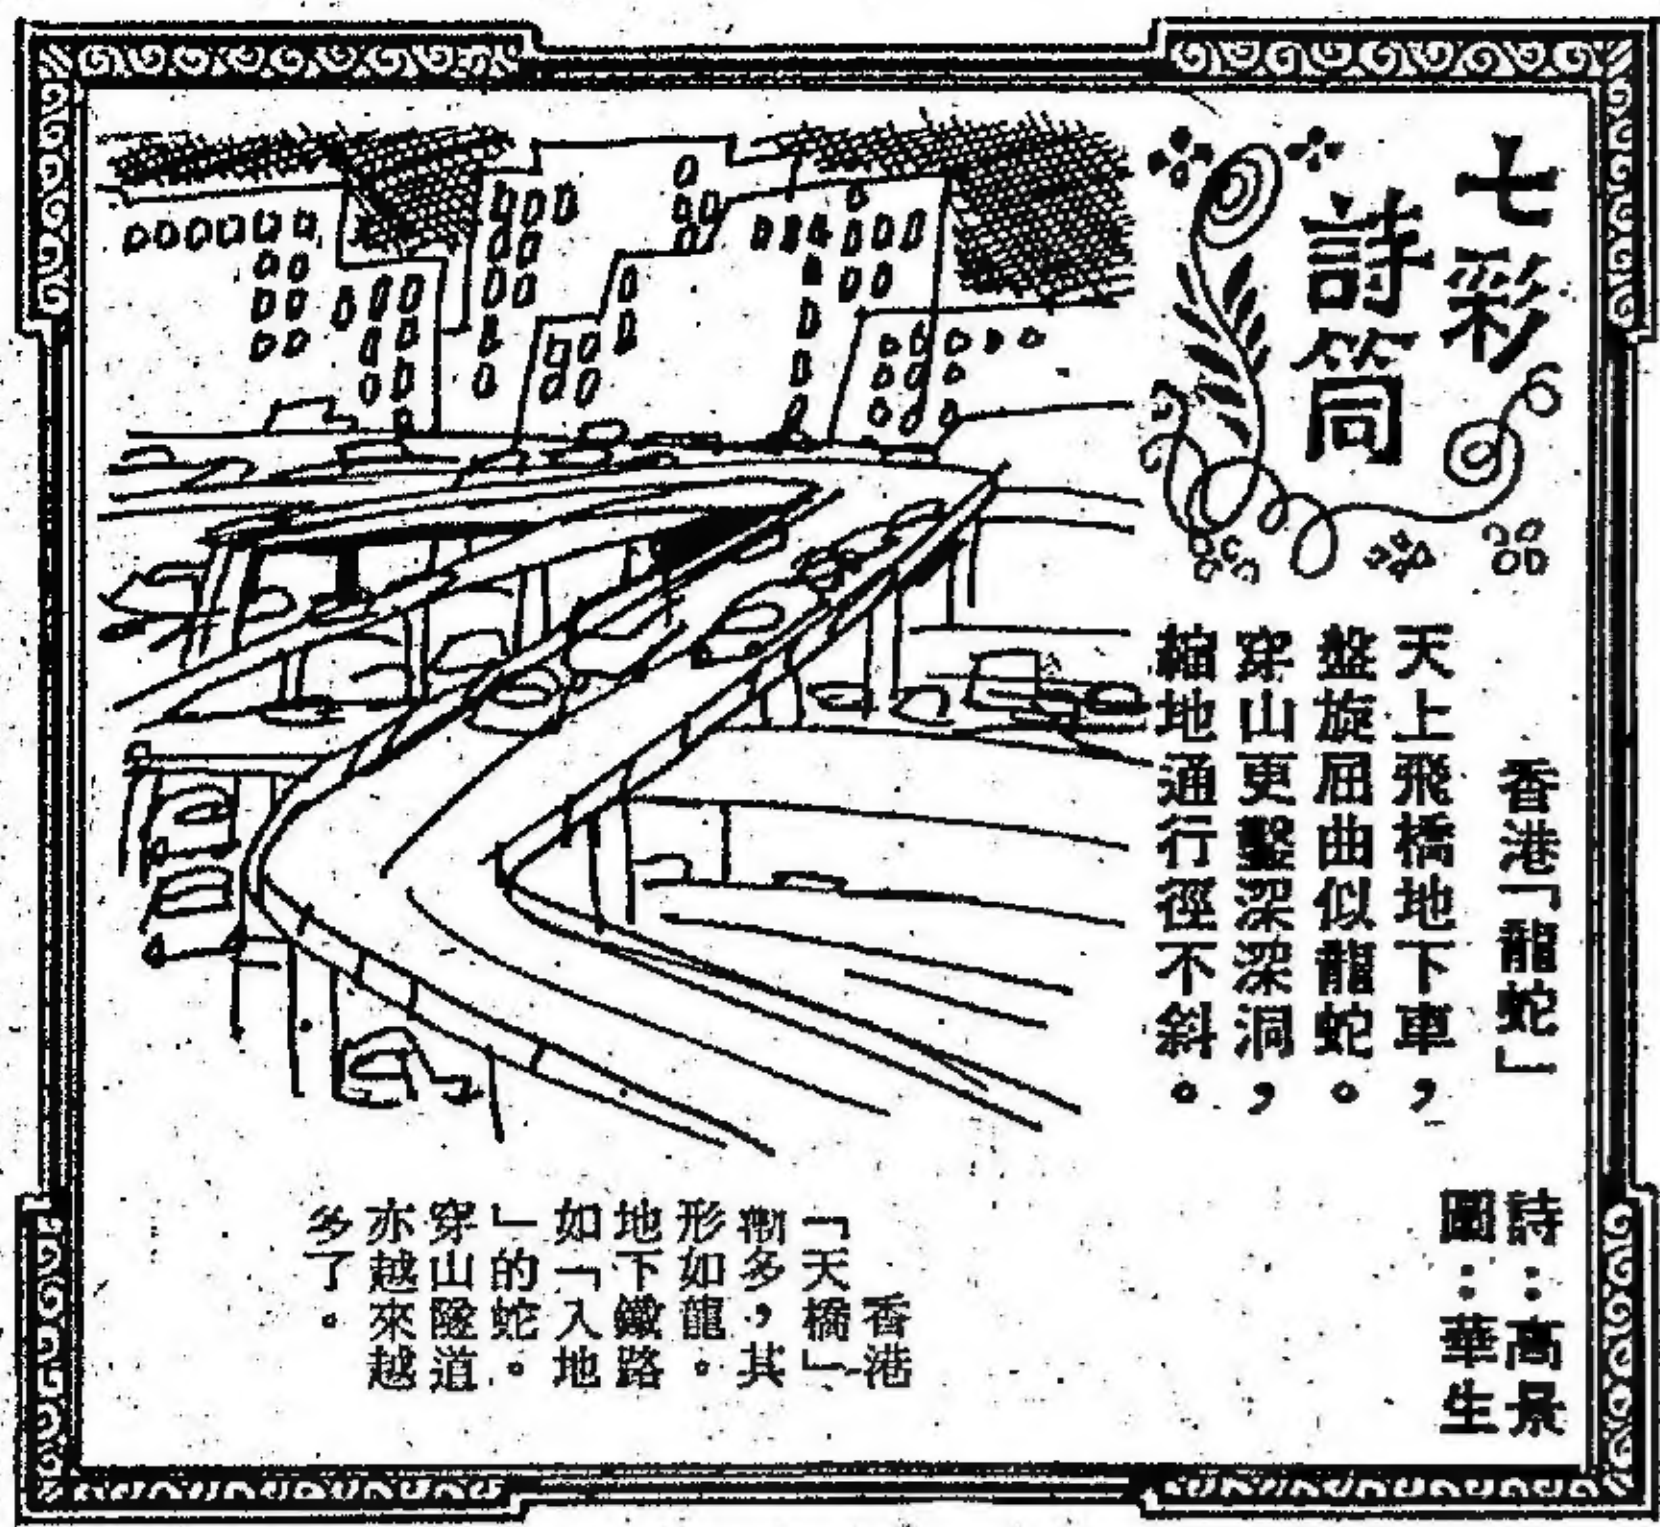 七彩
詩筒
香港「龍蛇」
天上飛橋地下車，
盤旋屈曲似龍蛇。
穿山更鑿深深洞，
縮地通行徑不斜。
詩：高景
圖：華生
香港
「天橋」
漸多，其
形如龍。
地下鐵路
如「入地
」的蛇。
穿山隧道
亦越來越
多了。